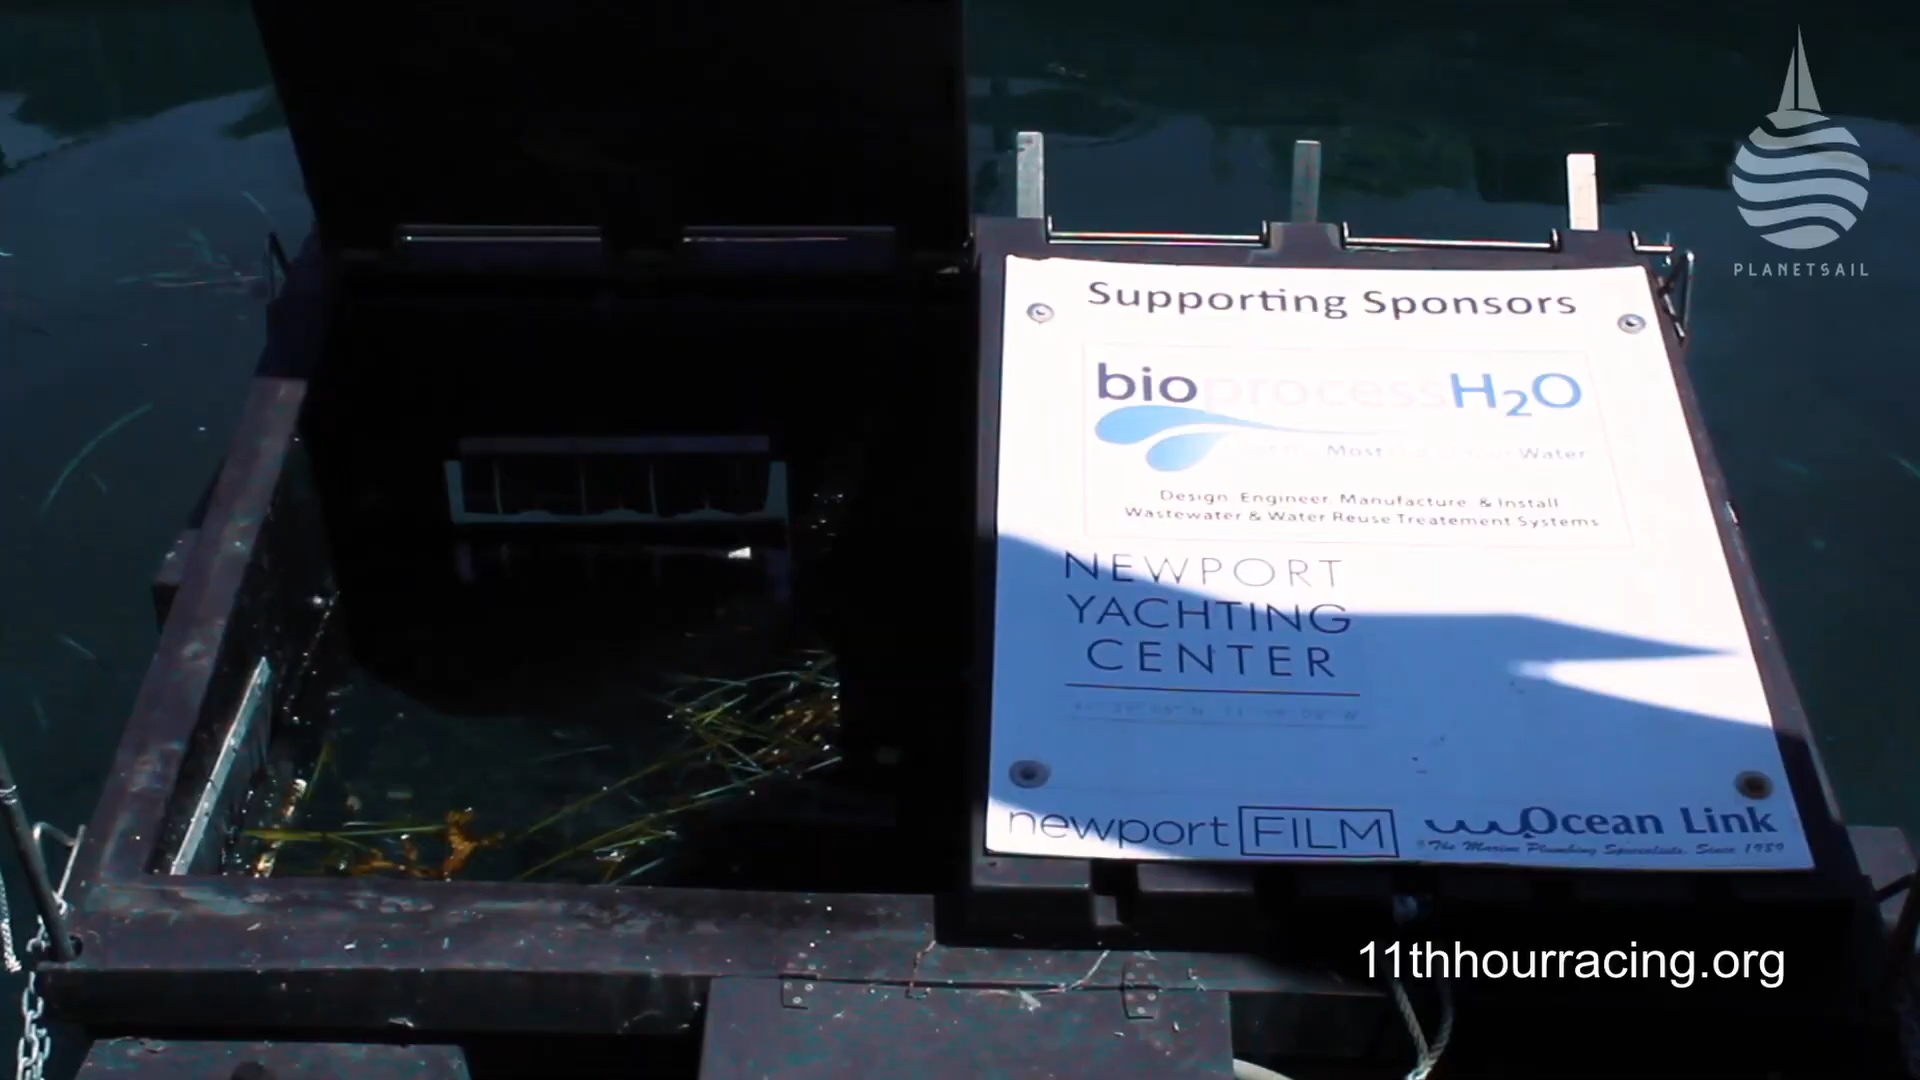 PLANETSAIL
Supporting Sponsors
bioprocessH2O
Most
Water
Design Engineer Manufacture & Install
Wastewater & Water Reuse Treatement Systems
NEWPORT
YACHTING
CENTER
newport FILM
Ocean Link
The Marine Plumbing Specialists, Since 1989
11thhourracing.org